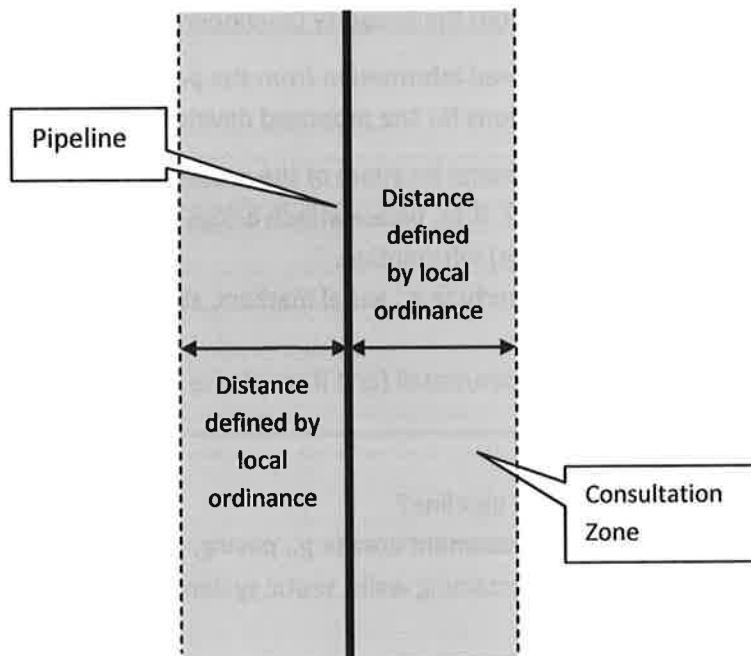 Pipeline
Distance
defined
by local
ordinance
Distance
defined by
local
ordinance
Consultation
Zone